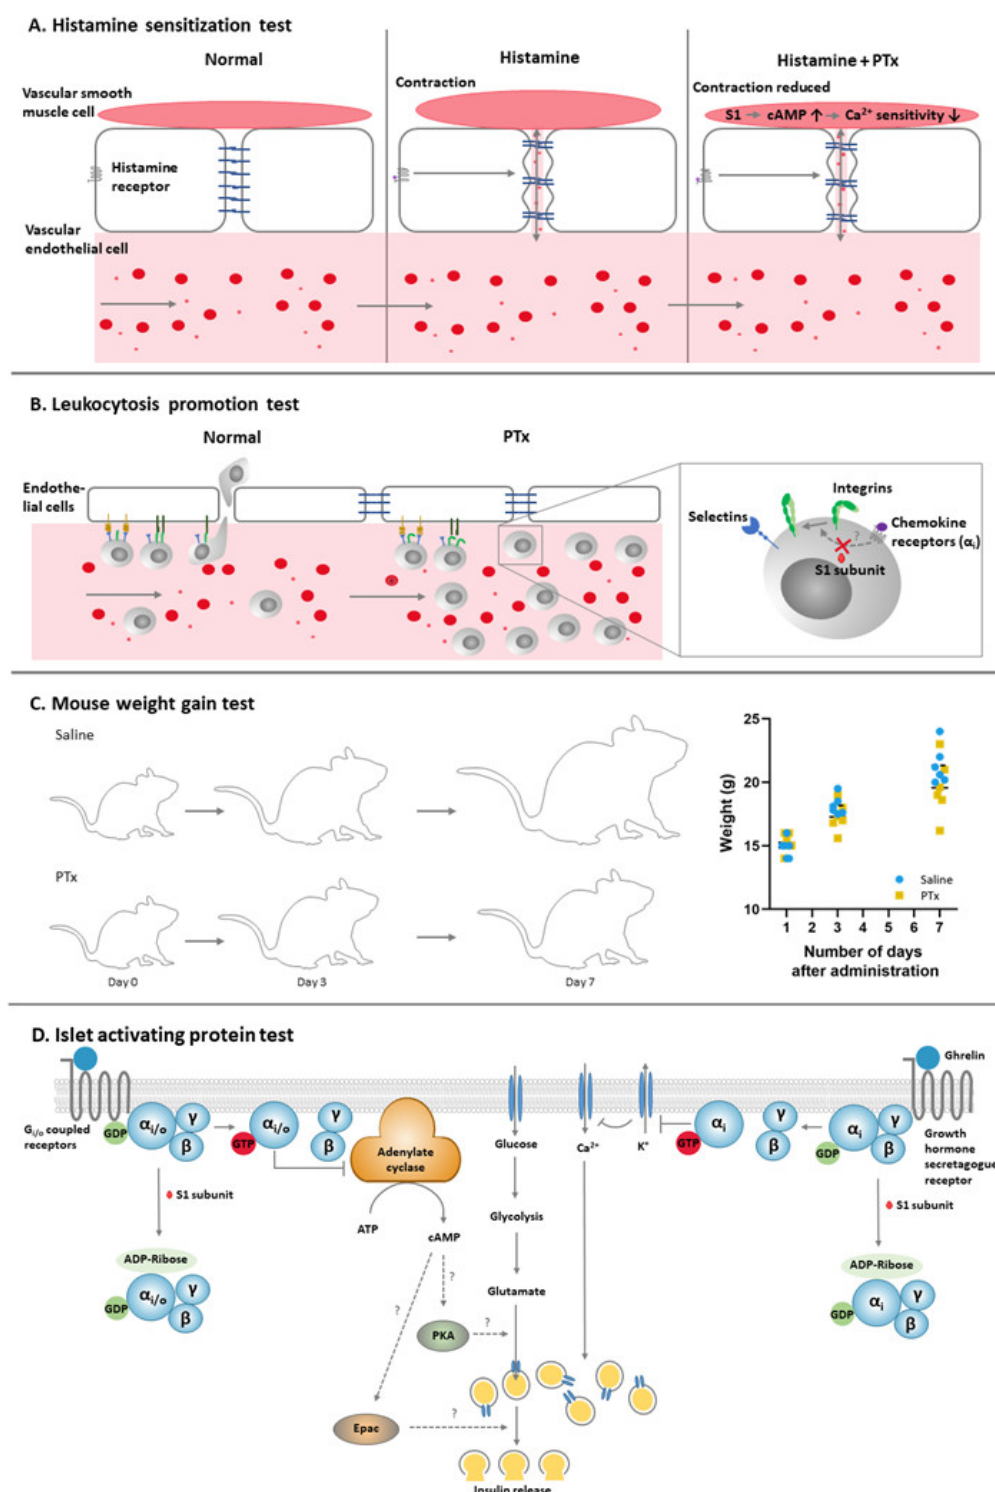 A. Histamine sensitization test
Normal
Histamine
Histamine + PTx
Vascular smooth
muscle cell
Contraction
Contraction reduced
S1 → cAMP ↑ → Ca²⁺ sensitivity ↓
Histamine
receptor
Vascular
endothelial cell
B. Leukocytosis promotion test
Normal
PTx
Endothe-
lial cells
Selectins
Integrins
Chemokine
receptors (αᵢ)
?
S1 subunit
C. Mouse weight gain test
Saline
PTx
Day 0
Day 3
Day 7
25
20
15
10
Weight (g)
Saline
PTx
1 2 3 4 5 6 7
Number of days
after administration
D. Islet activating protein test
Ghrelin
Gi/o coupled
receptors
GDP
αi/o
γ
β
GTP
αi/o
γ
β
Adenylate
cyclase
Glucose
Ca²⁺
K⁺
GTP
αi
γ
β
GDP
αi
γ
β
Growth
hormone
secretagogue
receptor
S1 subunit
S1 subunit
ATP
cAMP
Glycolysis
ADP-Ribose
GDP
αi/o
γ
β
?
?
Glutamate
ADP-Ribose
GDP
αi
γ
β
PKA
?
Epac
?
Insulin release